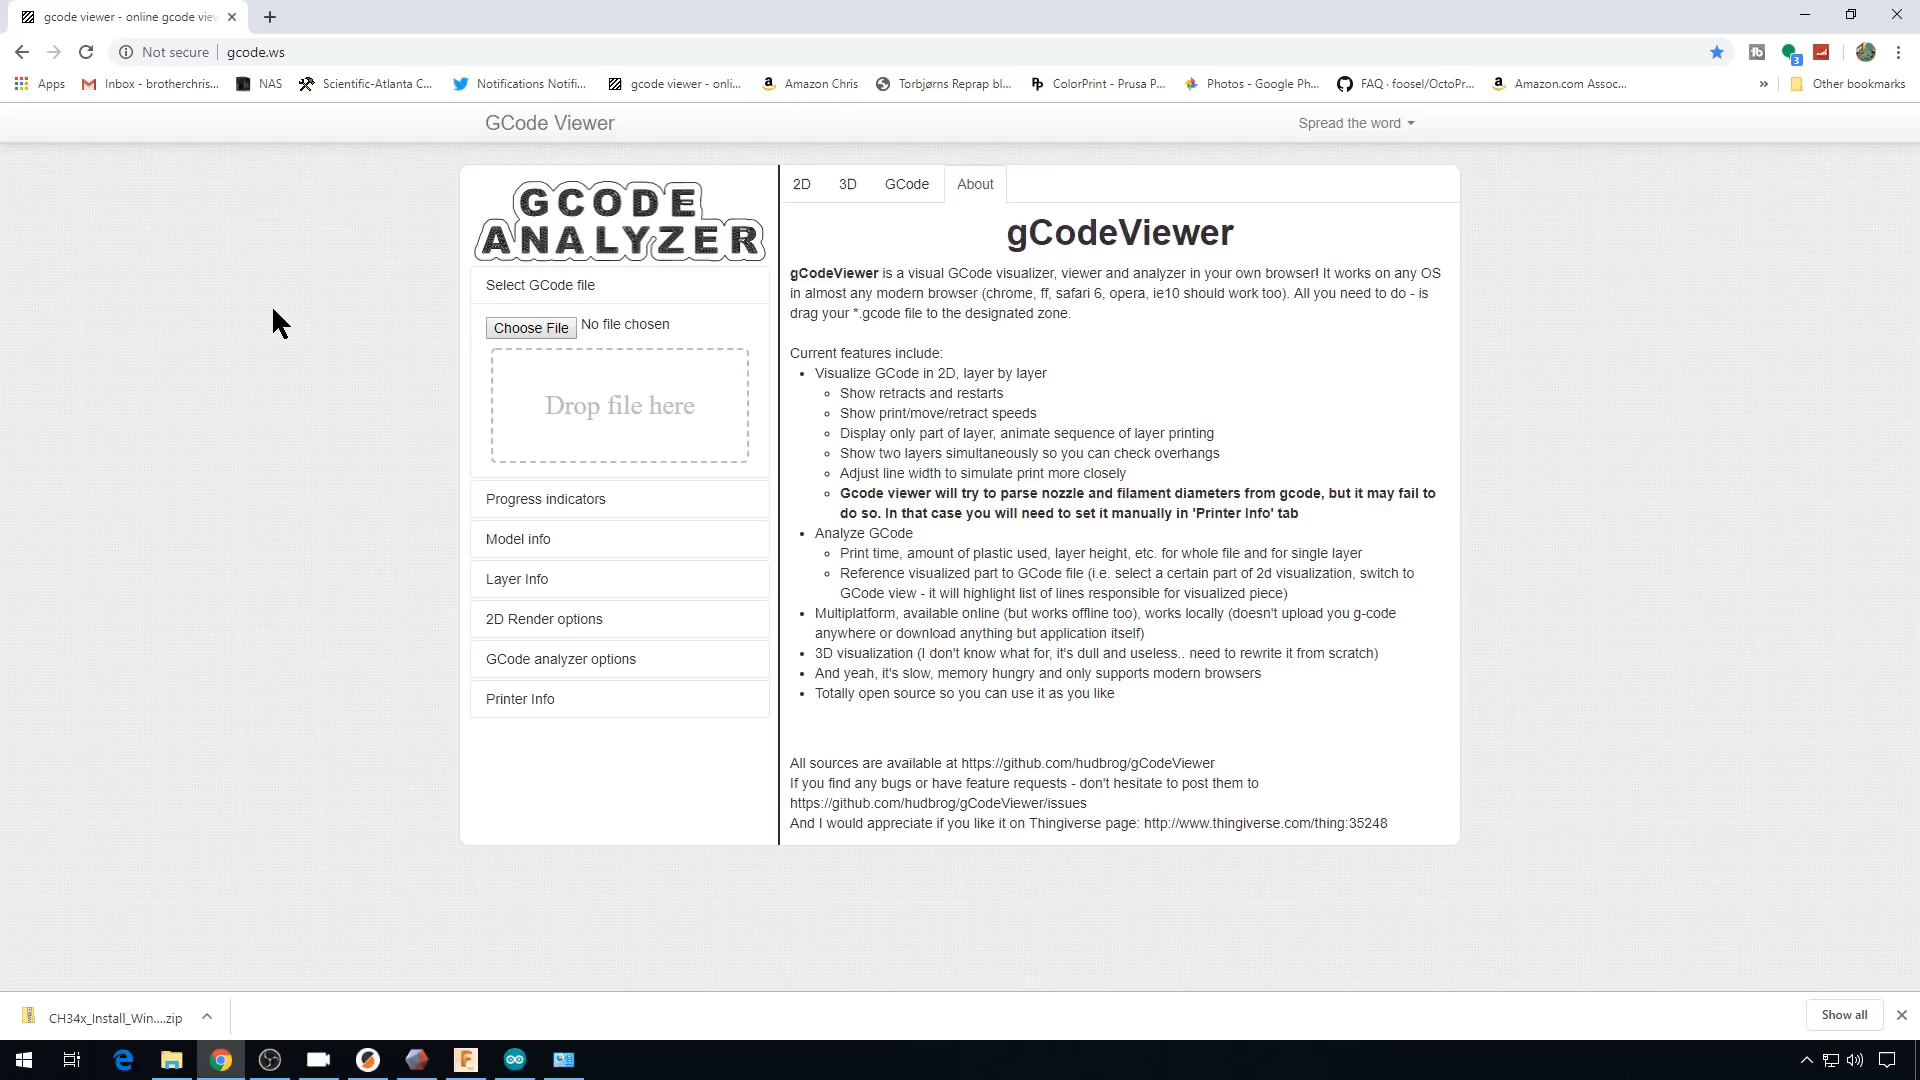 gcode viewer - online gcode view
Not secure
gcode.ws
3
Apps
Inbox - brotherchris...
NAS
Scientific-Atlanta C...
Notifications Notifi...
gcode viewer - onli...
Amazon Chris
Torbjørns Reprap bl...
ColorPrint - Prusa P...
Photos - Google Ph...
FAQ · foosel/OctoPr...
Amazon.com Assoc...
»
Other bookmarks
GCode Viewer
Spread the word
GCODE
ANALYZER
Select GCode file
Choose File No file chosen
Drop file here
Progress indicators
Model info
Layer Info
2D Render options
GCode analyzer options
Printer Info
2D
3D
GCode
About
gCodeViewer
gCodeViewer is a visual GCode visualizer, viewer and analyzer in your own browser! It works on any OS
in almost any modern browser (chrome, ff, safari 6, opera, ie10 should work too). All you need to do - is
drag your *.gcode file to the designated zone.
Current features include:
• Visualize GCode in 2D, layer by layer
◦ Show retracts and restarts
◦ Show print/move/retract speeds
◦ Display only part of layer, animate sequence of layer printing
◦ Show two layers simultaneously so you can check overhangs
◦ Adjust line width to simulate print more closely
◦ Gcode viewer will try to parse nozzle and filament diameters from gcode, but it may fail to
do so. In that case you will need to set it manually in 'Printer Info' tab
• Analyze GCode
◦ Print time, amount of plastic used, layer height, etc. for whole file and for single layer
◦ Reference visualized part to GCode file (i.e. select a certain part of 2d visualization, switch to
GCode view - it will highlight list of lines responsible for visualized piece)
• Multiplatform, available online (but works offline too), works locally (doesn't upload you g-code
anywhere or download anything but application itself)
• 3D visualization (I don't know what for, it's dull and useless.. need to rewrite it from scratch)
• And yeah, it's slow, memory hungry and only supports modern browsers
• Totally open source so you can use it as you like
All sources are available at https://github.com/hudbrog/gCodeViewer
If you find any bugs or have feature requests - don't hesitate to post them to
https://github.com/hudbrog/gCodeViewer/issues
And I would appreciate if you like it on Thingiverse page: http://www.thingiverse.com/thing:35248
CH34x_Install_Win....zip
Show all